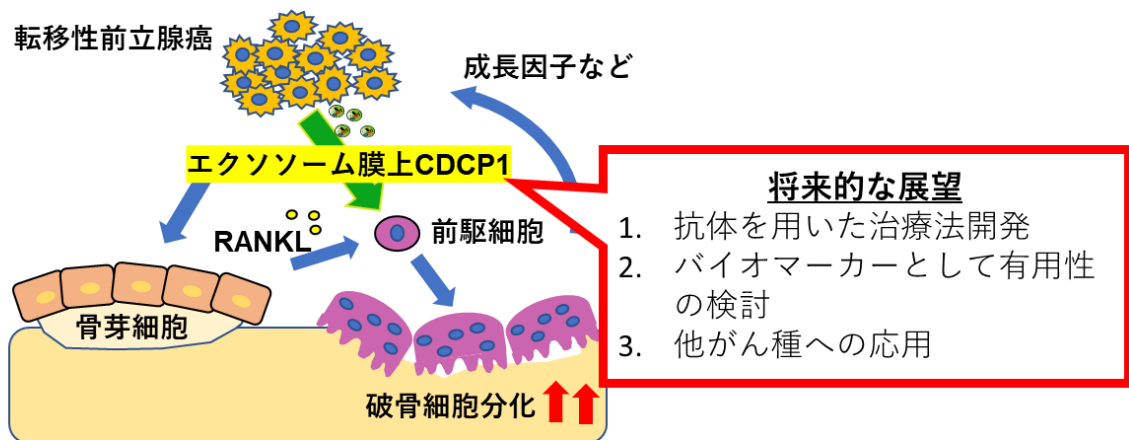 転移性前立腺癌
成長因子など
エクソソーム膜上CDCP1
RANKL
前駆細胞
骨芽細胞
破骨細胞分化
将来的な展望
1. 抗体を用いた治療法開発
2. バイオマーカーとして有用性
の検討
3. 他がん種への応用